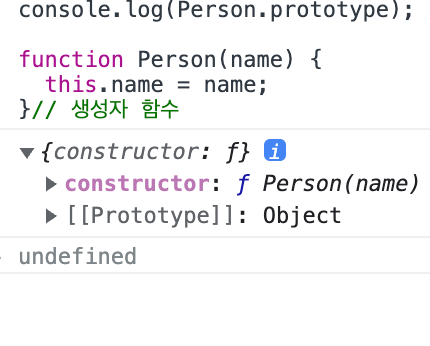 console.log(Person.prototype);
function Person(name) {
this.name = name;
}// 생성자 함수
▼{constructor: ƒ} i
▶constructor: ƒ Person(name)
▶[[Prototype]]: Object
undefined